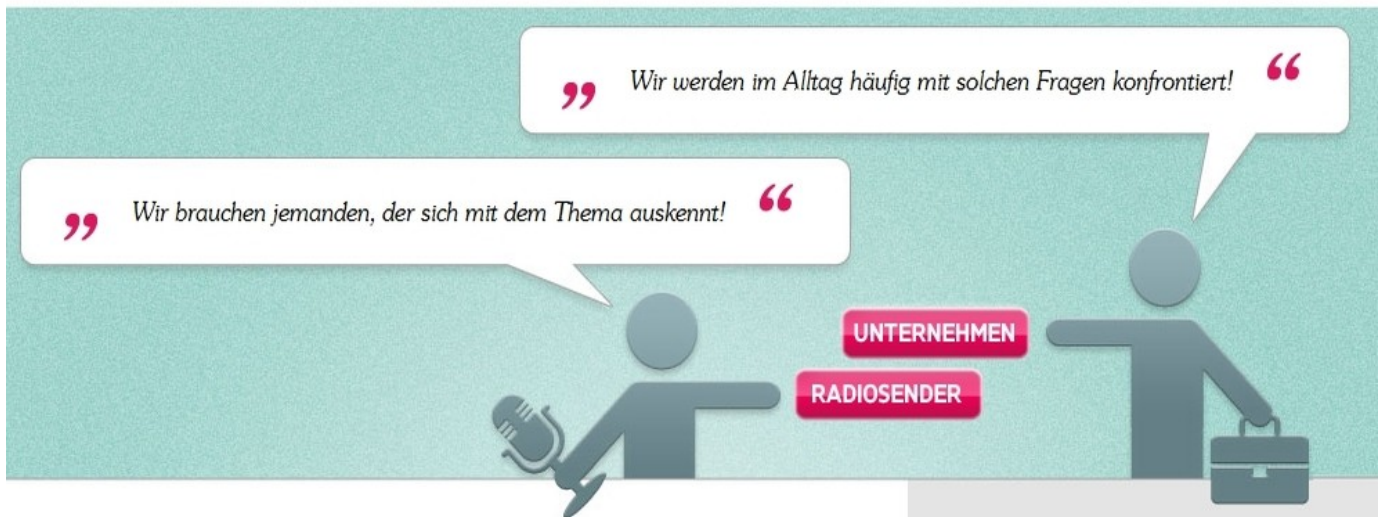 „ Wir werden im Alltag häufig mit solchen Fragen konfrontiert! “
„ Wir brauchen jemanden, der sich mit dem Thema auskennt! “
UNTERNEHMEN
RADIOSENDER